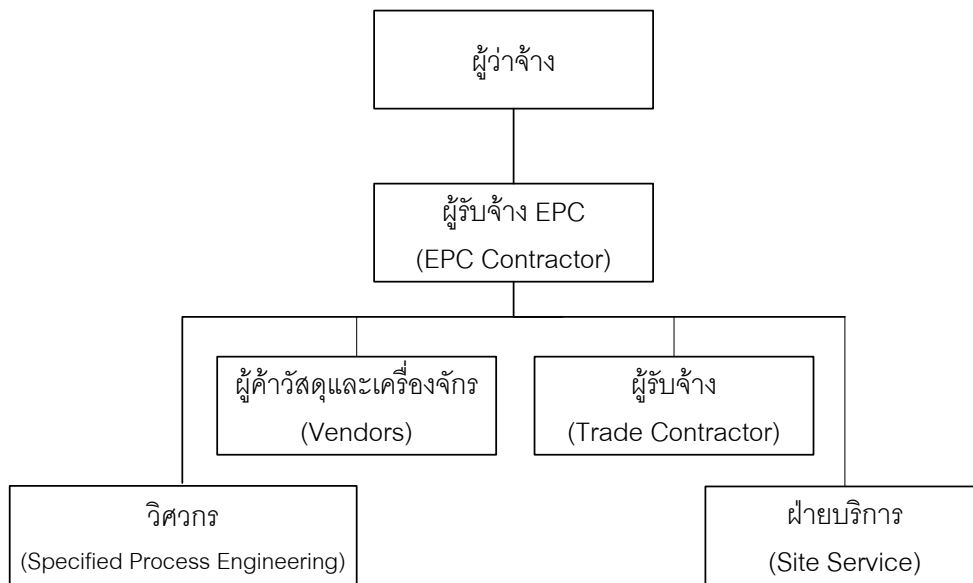 ผู้ว่าจ้าง
ผู้รับจ้าง EPC
(EPC Contractor)
ผู้ค้าวัสดุและเครื่องจักร
(Vendors)
ผู้รับจ้าง
(Trade Contractor)
วิศวกร
(Specified Process Engineering)
ฝ่ายบริการ
(Site Service)